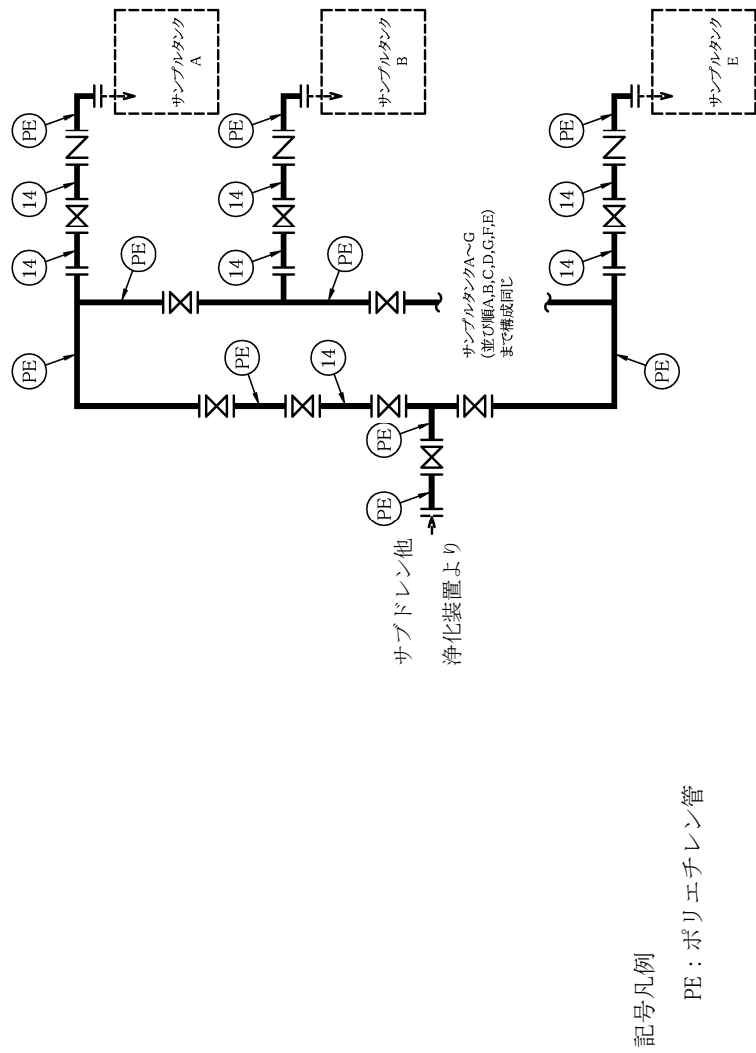 サンプルタンク
A
PE
14
14
PE
PE
サンプルタンク
B
PE
14
14
PE
サンプルタンクA～G
(並び順A,B,C,D,G,F,E)
まで構成同じ
サンプルタンク
E
PE
14
14
PE
PE
14
PE
PE
サブドレン他
浄化装置より
記号凡例
PE：ポリエチレン管